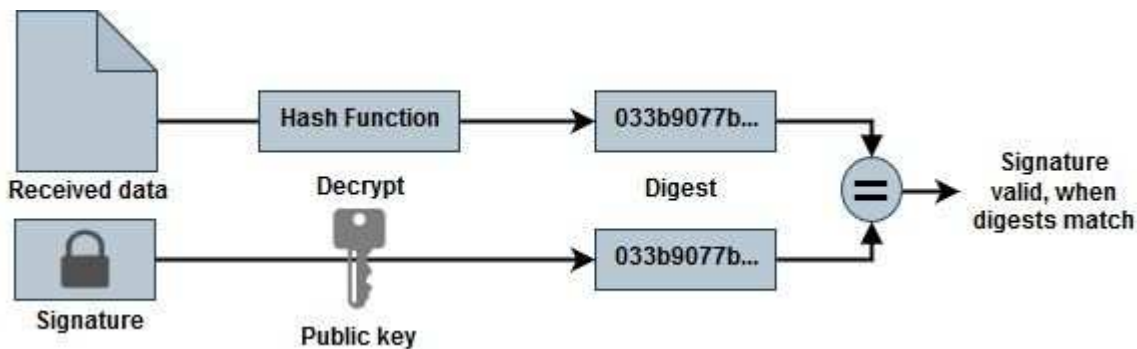 Hash Function
033b9077b...
Received data
Decrypt
Digest
=
Signature
valid, when
digests match
033b9077b...
Signature
Public key